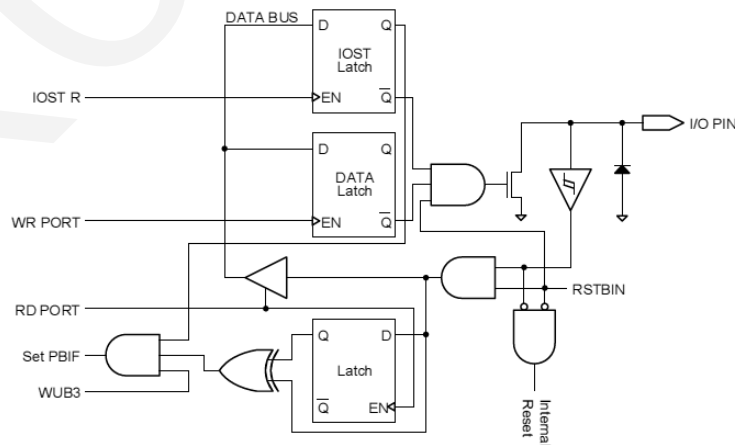 DATA BUS
D
Q
IOST
Latch
IOST R
EN
Q
I/O PIN
D
Q
DATA
Latch
WR PORT
EN
Q
RSTBIN
RD PORT
Q
D
Set PBIF
Latch
WUB3
Q
EN
Internal
Reset